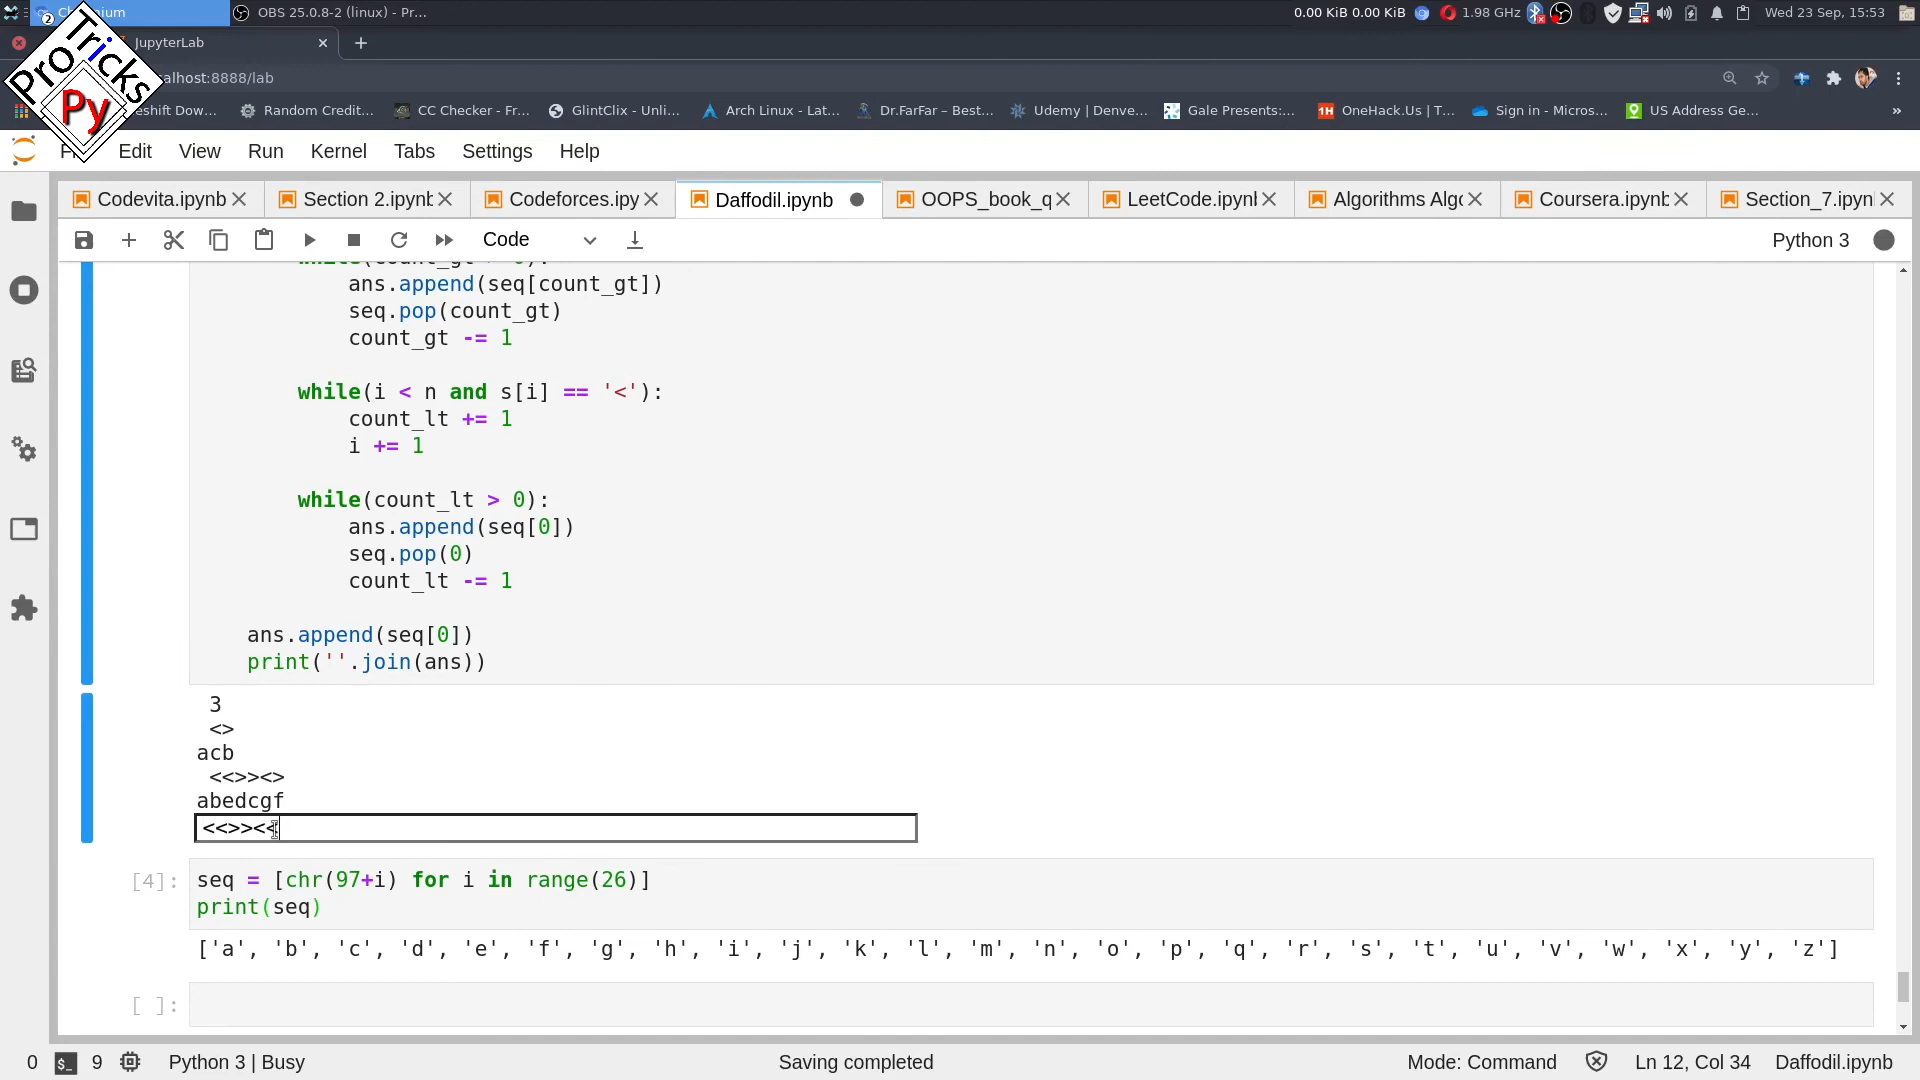 2
Chromium
OBS 25.0.8-2 (linux) - Pr...
0.00 KiB 0.00 KiB
1.98 GHz
Wed 23 Sep, 15:53
ProTricks
Py
JupyterLab
localhost:8888/lab
Random Credit...
CC Checker - Fr...
GlintClix - Unli...
Arch Linux - Lat...
Dr.FarFar – Best...
Udemy | Denve...
Gale Presents:...
1H OneHack.Us | T...
Sign in - Micros...
US Address Ge...
»
Edit View Run Kernel Tabs Settings Help
Codevita.ipynb
Section 2.ipynb
Codeforces.ipy
Daffodil.ipynb
OOPS_book_q
LeetCode.ipynb
Algorithms Algo
Coursera.ipynb
Section_7.ipyn
Code
Python 3
ans.append(seq[count_gt])
seq.pop(count_gt)
count_gt -= 1
while(i < n and s[i] == '<'):
count_lt += 1
i += 1
while(count_lt > 0):
ans.append(seq[0])
seq.pop(0)
count_lt -= 1
ans.append(seq[0])
print(''.join(ans))
3
<>
acb
<<>><>
abedcgf
<<>><<
[4]:
seq = [chr(97+i) for i in range(26)]
print(seq)
['a', 'b', 'c', 'd', 'e', 'f', 'g', 'h', 'i', 'j', 'k', 'l', 'm', 'n', 'o', 'p', 'q', 'r', 's', 't', 'u', 'v', 'w', 'x', 'y', 'z']
[ ]:
0
$_
9
Python 3 | Busy
Saving completed
Mode: Command
Ln 12, Col 34
Daffodil.ipynb